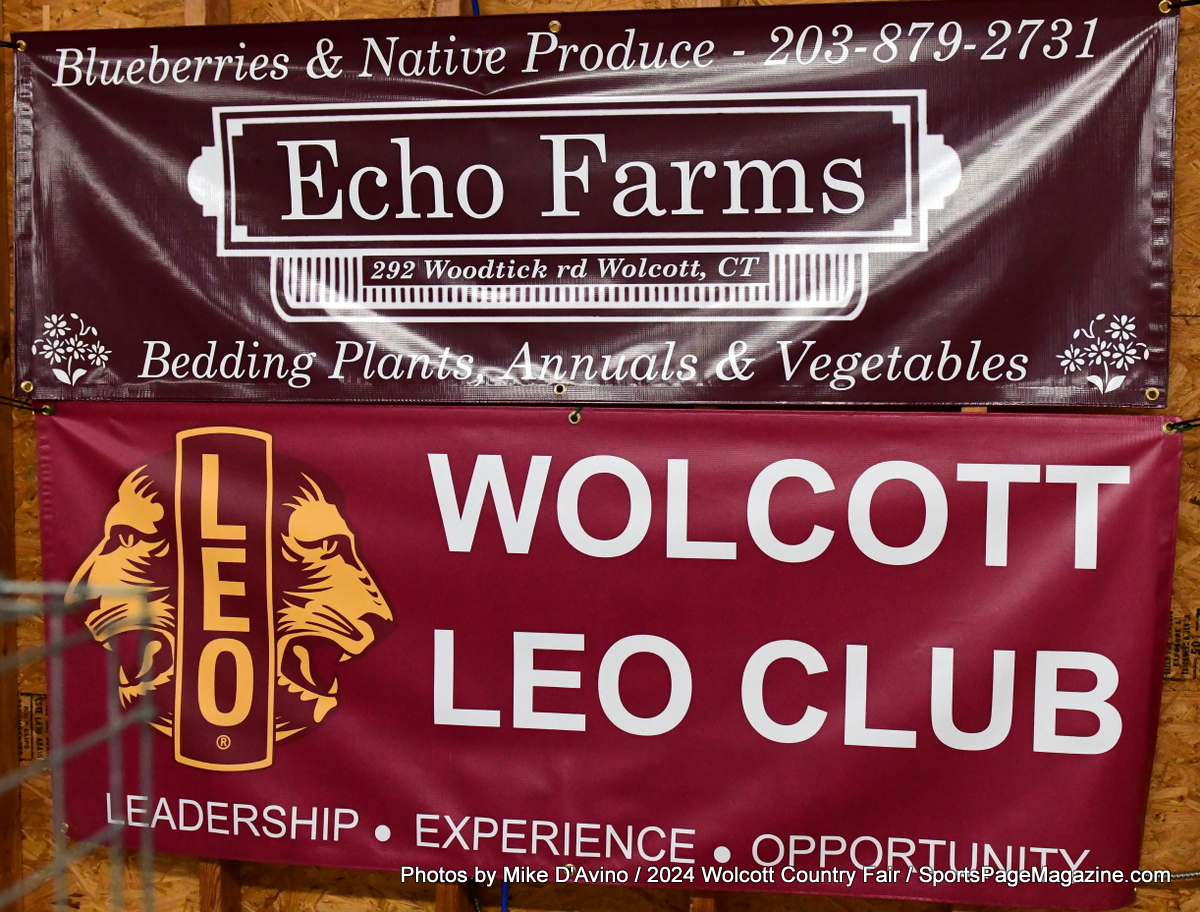 Blueberries & Native Produce - 203-879-2731
Echo Farms
292 Woodtick rd Wolcott, CT
Bedding Plants, Annuals & Vegetables
LEO
®
WOLCOTT
LEO CLUB
LEADERSHIP • EXPERIENCE • OPPORTUNITY
Photos by Mike D'Avino / 2024 Wolcott Country Fair / SportsPageMagazine.com